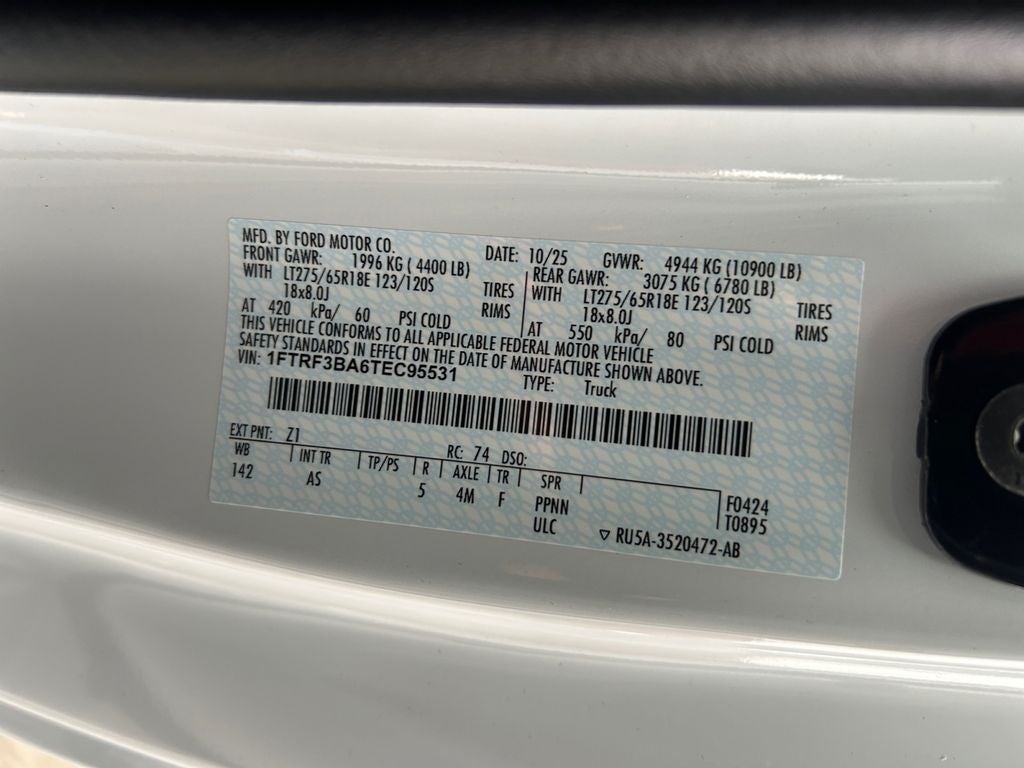 MFD. BY FORD MOTOR CO. DATE: 10/25 GVWR: 4944 KG (10900 LB)
FRONT GAWR: 1996 KG ( 4400 LB) REAR GAWR: 3075 KG ( 6780 LB)
WITH LT275/65R18E 123/120S TIRES WITH LT275/65R18E 123/120S TIRES
18x8.0J RIMS 18x8.0J RIMS
AT 420 kPa/ 60 PSI COLD AT 550 kPa/ 80 PSI COLD
THIS VEHICLE CONFORMS TO ALL APPLICABLE FEDERAL MOTOR VEHICLE
SAFETY STANDARDS IN EFFECT ON THE DATE OF MANUFACTURE SHOWN ABOVE.
VIN: 1FTRF3BA6TEC95531 TYPE: Truck
EXT PNT: Z1 RC: 74 DSO:
WB INT TR TP/PS R AXLE TR SPR F0424
142 AS 5 4M F PPNN T0895
ULC RU5A-3520472-AB